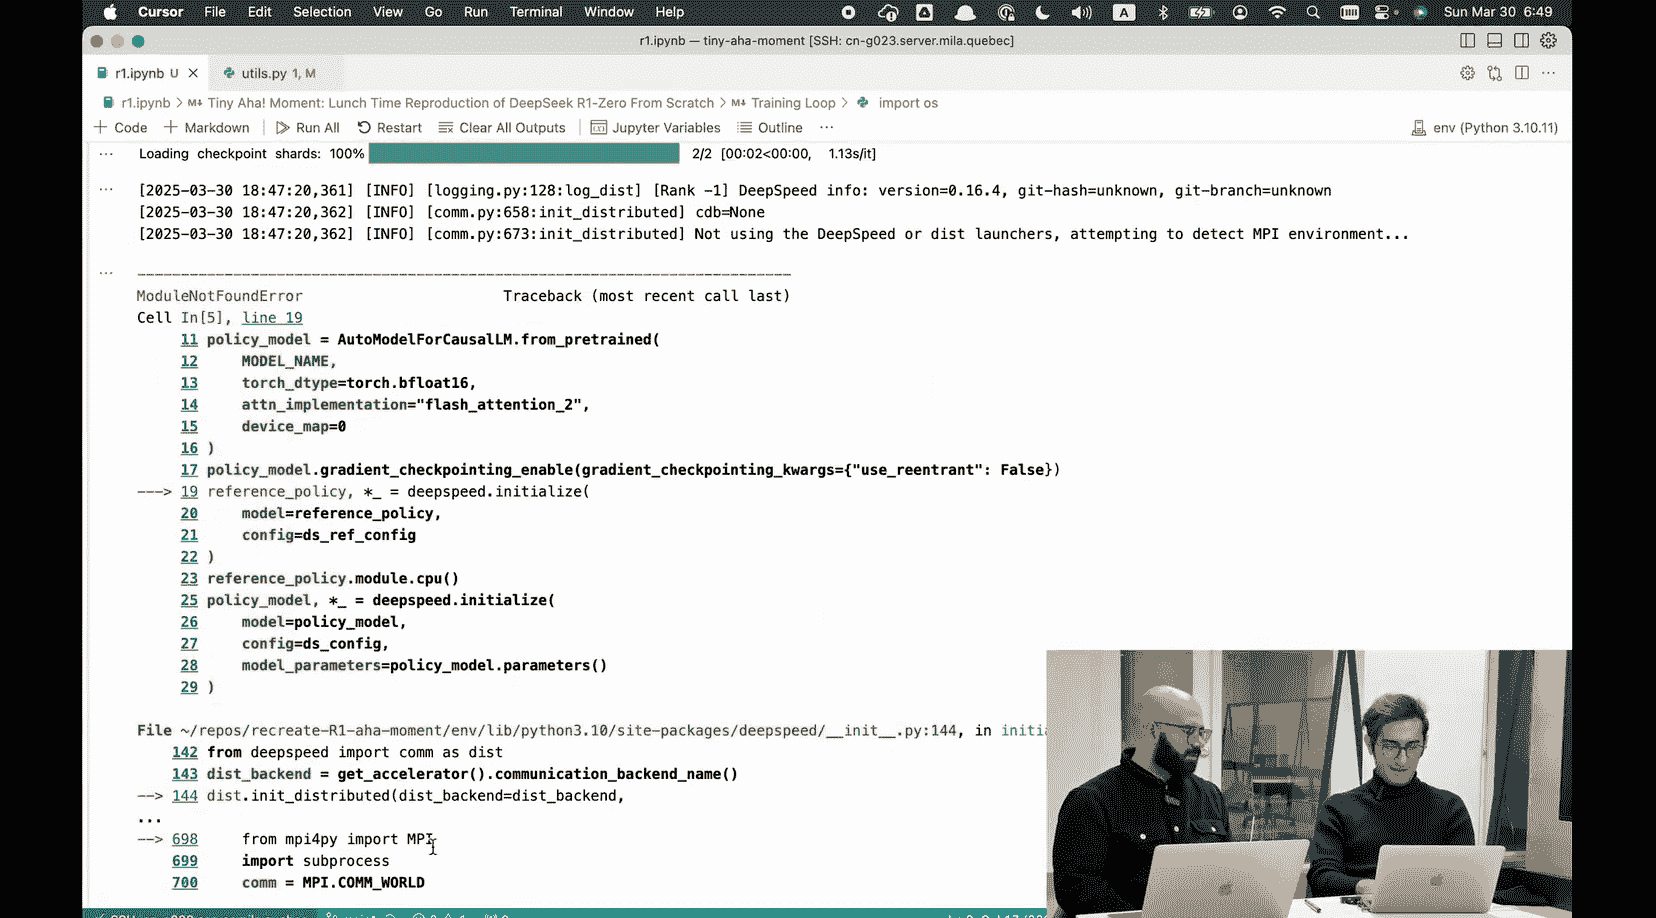 Cursor File Edit Selection View Go Run Terminal Window Help A Sun Mar 30 6:49
r1.ipynb — tiny-aha-moment [SSH: cn-g023.server.mila.quebec]
r1.ipynb U × utils.py 1, M
r1.ipynb > M↓ Tiny Aha! Moment: Lunch Time Reproduction of DeepSeek R1-Zero From Scratch > M↓ Training Loop > import os
+ Code + Markdown Run All Restart Clear All Outputs Jupyter Variables Outline ... env (Python 3.10.11)
... Loading checkpoint shards: 100% 2/2 [00:02<00:00, 1.13s/it]
... [2025-03-30 18:47:20,361] [INFO] [logging.py:128:log_dist] [Rank -1] DeepSpeed info: version=0.16.4, git-hash=unknown, git-branch=unknown
[2025-03-30 18:47:20,362] [INFO] [comm.py:658:init_distributed] cdb=None
[2025-03-30 18:47:20,362] [INFO] [comm.py:673:init_distributed] Not using the DeepSpeed or dist launchers, attempting to detect MPI environment...
... ---------------------------------------------------------------------------
ModuleNotFoundError Traceback (most recent call last)
Cell In[5], line 19
11 policy_model = AutoModelForCausalLM.from_pretrained(
12 MODEL_NAME,
13 torch_dtype=torch.bfloat16,
14 attn_implementation="flash_attention_2",
15 device_map=0
16 )
17 policy_model.gradient_checkpointing_enable(gradient_checkpointing_kwargs={"use_reentrant": False})
---> 19 reference_policy, *_ = deepspeed.initialize(
20 model=reference_policy,
21 config=ds_ref_config
22 )
23 reference_policy.module.cpu()
25 policy_model, *_ = deepspeed.initialize(
26 model=policy_model,
27 config=ds_config,
28 model_parameters=policy_model.parameters()
29 )
File ~/repos/recreate-R1-aha-moment/env/lib/python3.10/site-packages/deepspeed/__init__.py:144, in initi
142 from deepspeed import comm as dist
143 dist_backend = get_accelerator().communication_backend_name()
--> 144 dist.init_distributed(dist_backend=dist_backend,
...
--> 698 from mpi4py import MPI
699 import subprocess
700 comm = MPI.COMM_WORLD